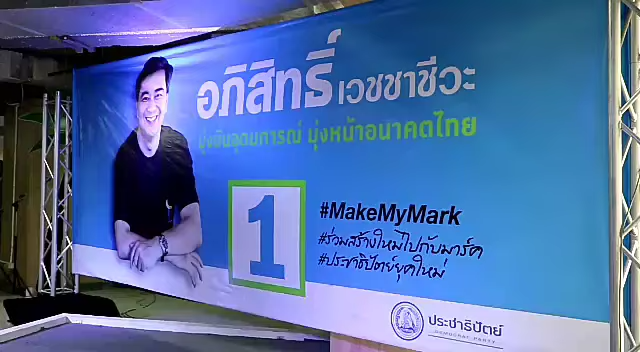 อภิสิทธิ์ เวชชาชีวะ
มุ่งมั่นอุดมการณ์ มุ่งหน้าอนาคตไทย
1
#MakeMyMark
#ร่วมสร้างใหม่ไปกับมาร์ค
#ประชาธิปัตย์ยุคใหม่
ประชาธิปัตย์
DEMOCRAT PARTY